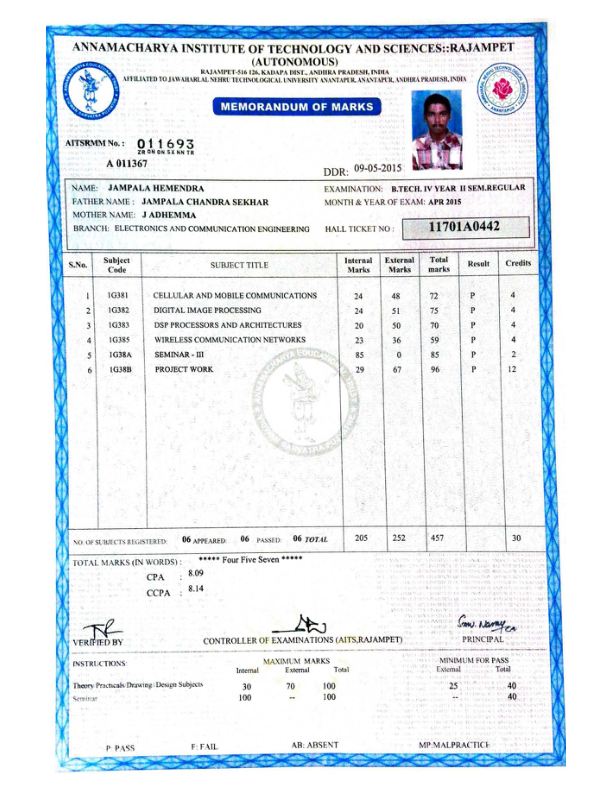 ANNAMACHARYA INSTITUTE OF TECHNOLOGY AND SCIENCES::RAJAMPET
(AUTONOMOUS)
RAJAMPET-516 126, KADAPA DIST., ANDHRA PRADESH, INDIA
AFFILIATED TO JAWAHARLAL NEHRU TECHNOLOGICAL UNIVERSITY ANANTAPUR, ANANTAPUR, ANDHRA PRADESH, INDIA
MEMORANDUM OF MARKS
AITSRMM No.: 011693
ZR ON ON SX NN TR
A 011367
DDR: 09-05-2015
NAME: JAMPALA HEMENDRA EXAMINATION: B.TECH. IV YEAR II SEM.REGULAR
FATHER NAME : JAMPALA CHANDRA SEKHAR MONTH & YEAR OF EXAM: APR 2015
MOTHER NAME: J ADHEMMA
BRANCH: ELECTRONICS AND COMMUNICATION ENGINEERING HALL TICKET NO : 11701A0442
S.No. Subject Code SUBJECT TITLE Internal Marks External Marks Total marks Result Credits
1 1G381 CELLULAR AND MOBILE COMMUNICATIONS 24 48 72 P 4
2 1G382 DIGITAL IMAGE PROCESSING 24 51 75 P 4
3 1G383 DSP PROCESSORS AND ARCHITECTURES 20 50 70 P 4
4 1G385 WIRELESS COMMUNICATION NETWORKS 23 36 59 P 4
5 1G38A SEMINAR - III 85 0 85 P 2
6 1G38B PROJECT WORK 29 67 96 P 12
NO. OF SUBJECTS REGISTERED: 06 APPEARED: 06 PASSED: 06 TOTAL 205 252 457 30
TOTAL MARKS (IN WORDS) : ***** Four Five Seven *****
CPA : 8.09
CCPA : 8.14
VERIFIED BY CONTROLLER OF EXAMINATIONS (AITS,RAJAMPET) PRINCIPAL
INSTRUCTIONS: MAXIMUM MARKS MINIMUM FOR PASS
Internal External Total External Total
Theory/Practicals/Drawing/Design Subjects 30 70 100 25 40
Seminar 100 -- 100 -- 40
P: PASS F: FAIL AB: ABSENT MP:MALPRACTICE